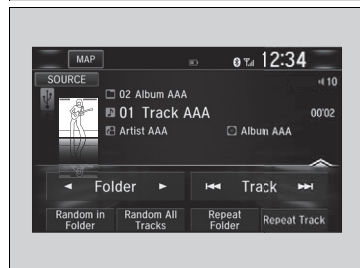 MAP
12:34
SOURCE
10
02 Album AAA
01 Track AAA
00'02
Artist AAA
Album AAA
Folder
Track
Random in Folder
Random All Tracks
Repeat Folder
Repeat Track